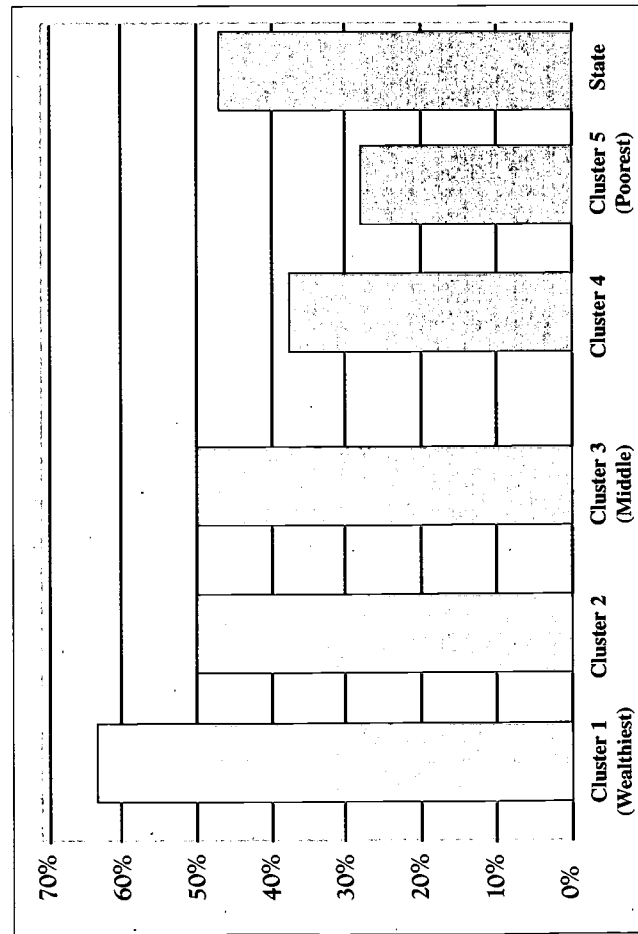 70%
60%
50%
40%
30%
20%
10%
0%
Cluster 1
(Wealthiest)
Cluster 2
Cluster 3
(Middle)
Cluster 4
Cluster 5
(Poorest)
State